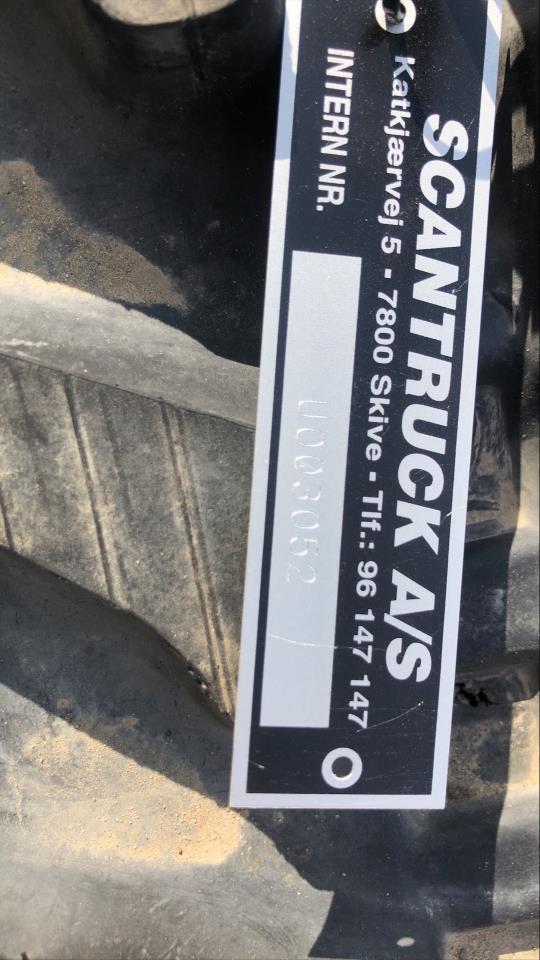 SCANTRUCK A/S
Katkjærvej 5 - 7800 Skive - Tlf.: 96 147 147
INTERN NR.
U003052